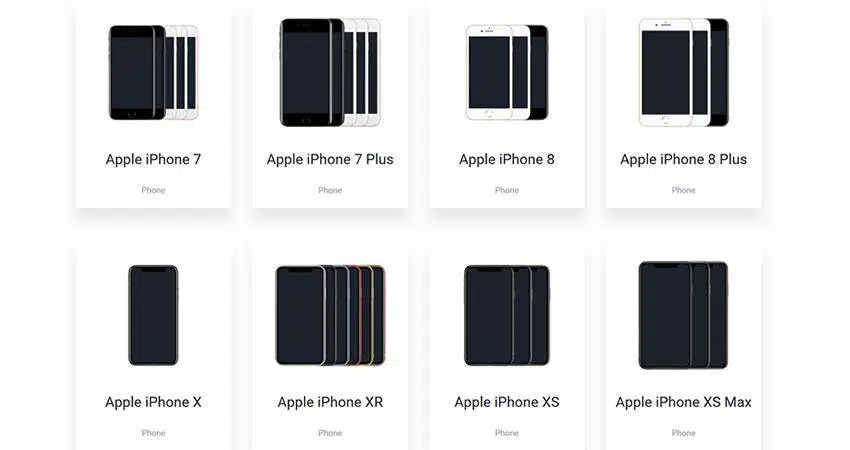 Apple iPhone 7
Phone
Apple iPhone 7 Plus
Phone
Apple iPhone 8
Phone
Apple iPhone 8 Plus
Phone
Apple iPhone X
Phone
Apple iPhone XR
Phone
Apple iPhone XS
Phone
Apple iPhone XS Max
Phone